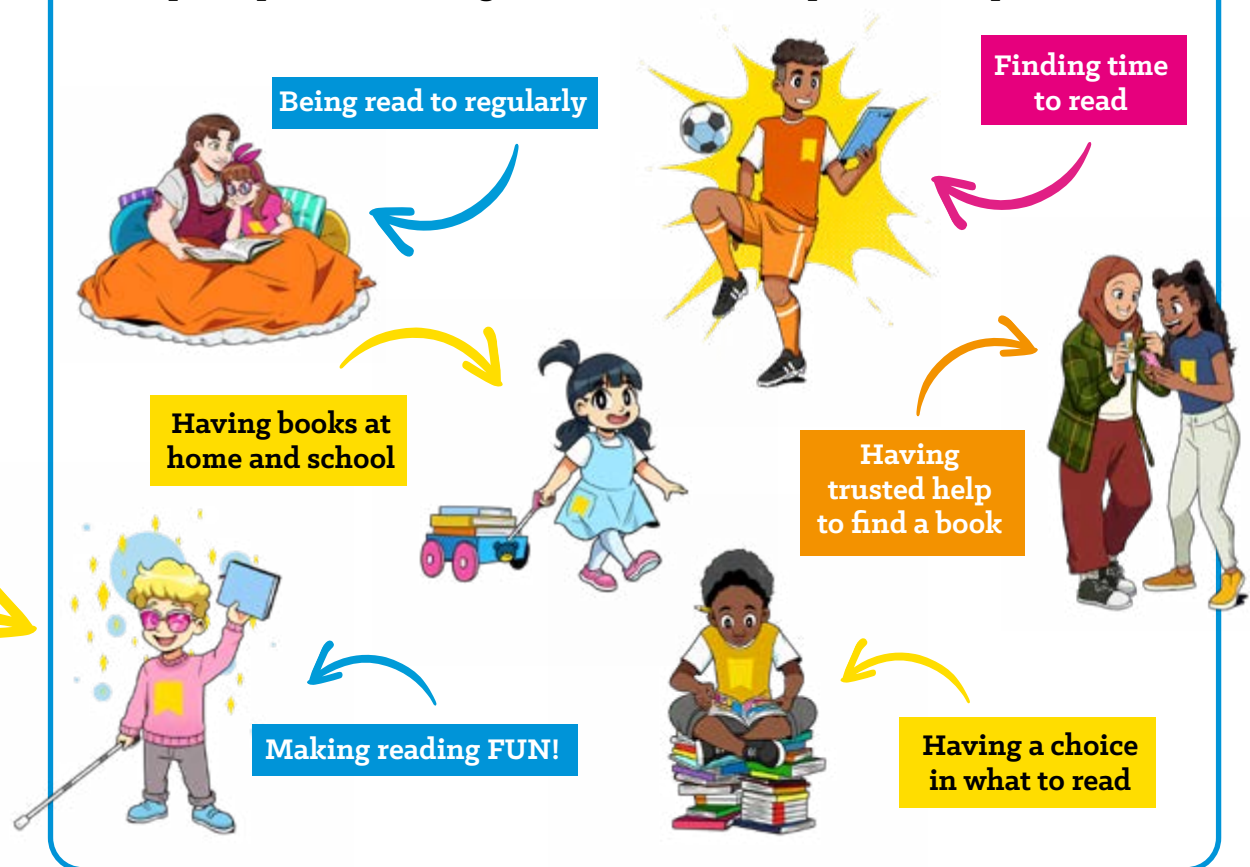 Being read to regularly
Finding time
to read
Having books at
home and school
Having
trusted help
to find a book
Making reading FUN!
Having a choice
in what to read